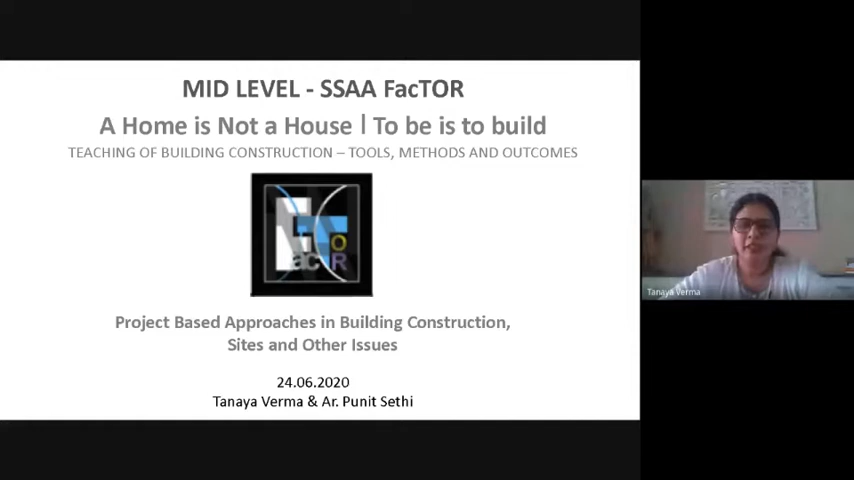 MID LEVEL - SSAA FacTOR
A Home is Not a House | To be is to build
TEACHING OF BUILDING CONSTRUCTION – TOOLS, METHODS AND OUTCOMES
FacToR
Project Based Approaches in Building Construction,
Sites and Other Issues
24.06.2020
Tanaya Verma & Ar. Punit Sethi
Tanaya Verma